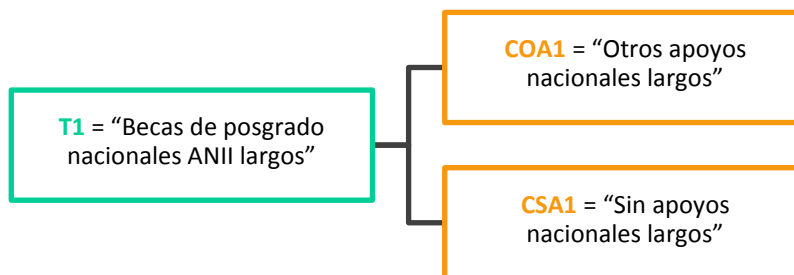 COA1 = “Otros apoyos
nacionales largos”
T1 = “Becas de posgrado
nacionales ANII largos”
CSA1 = “Sin apoyos
nacionales largos”